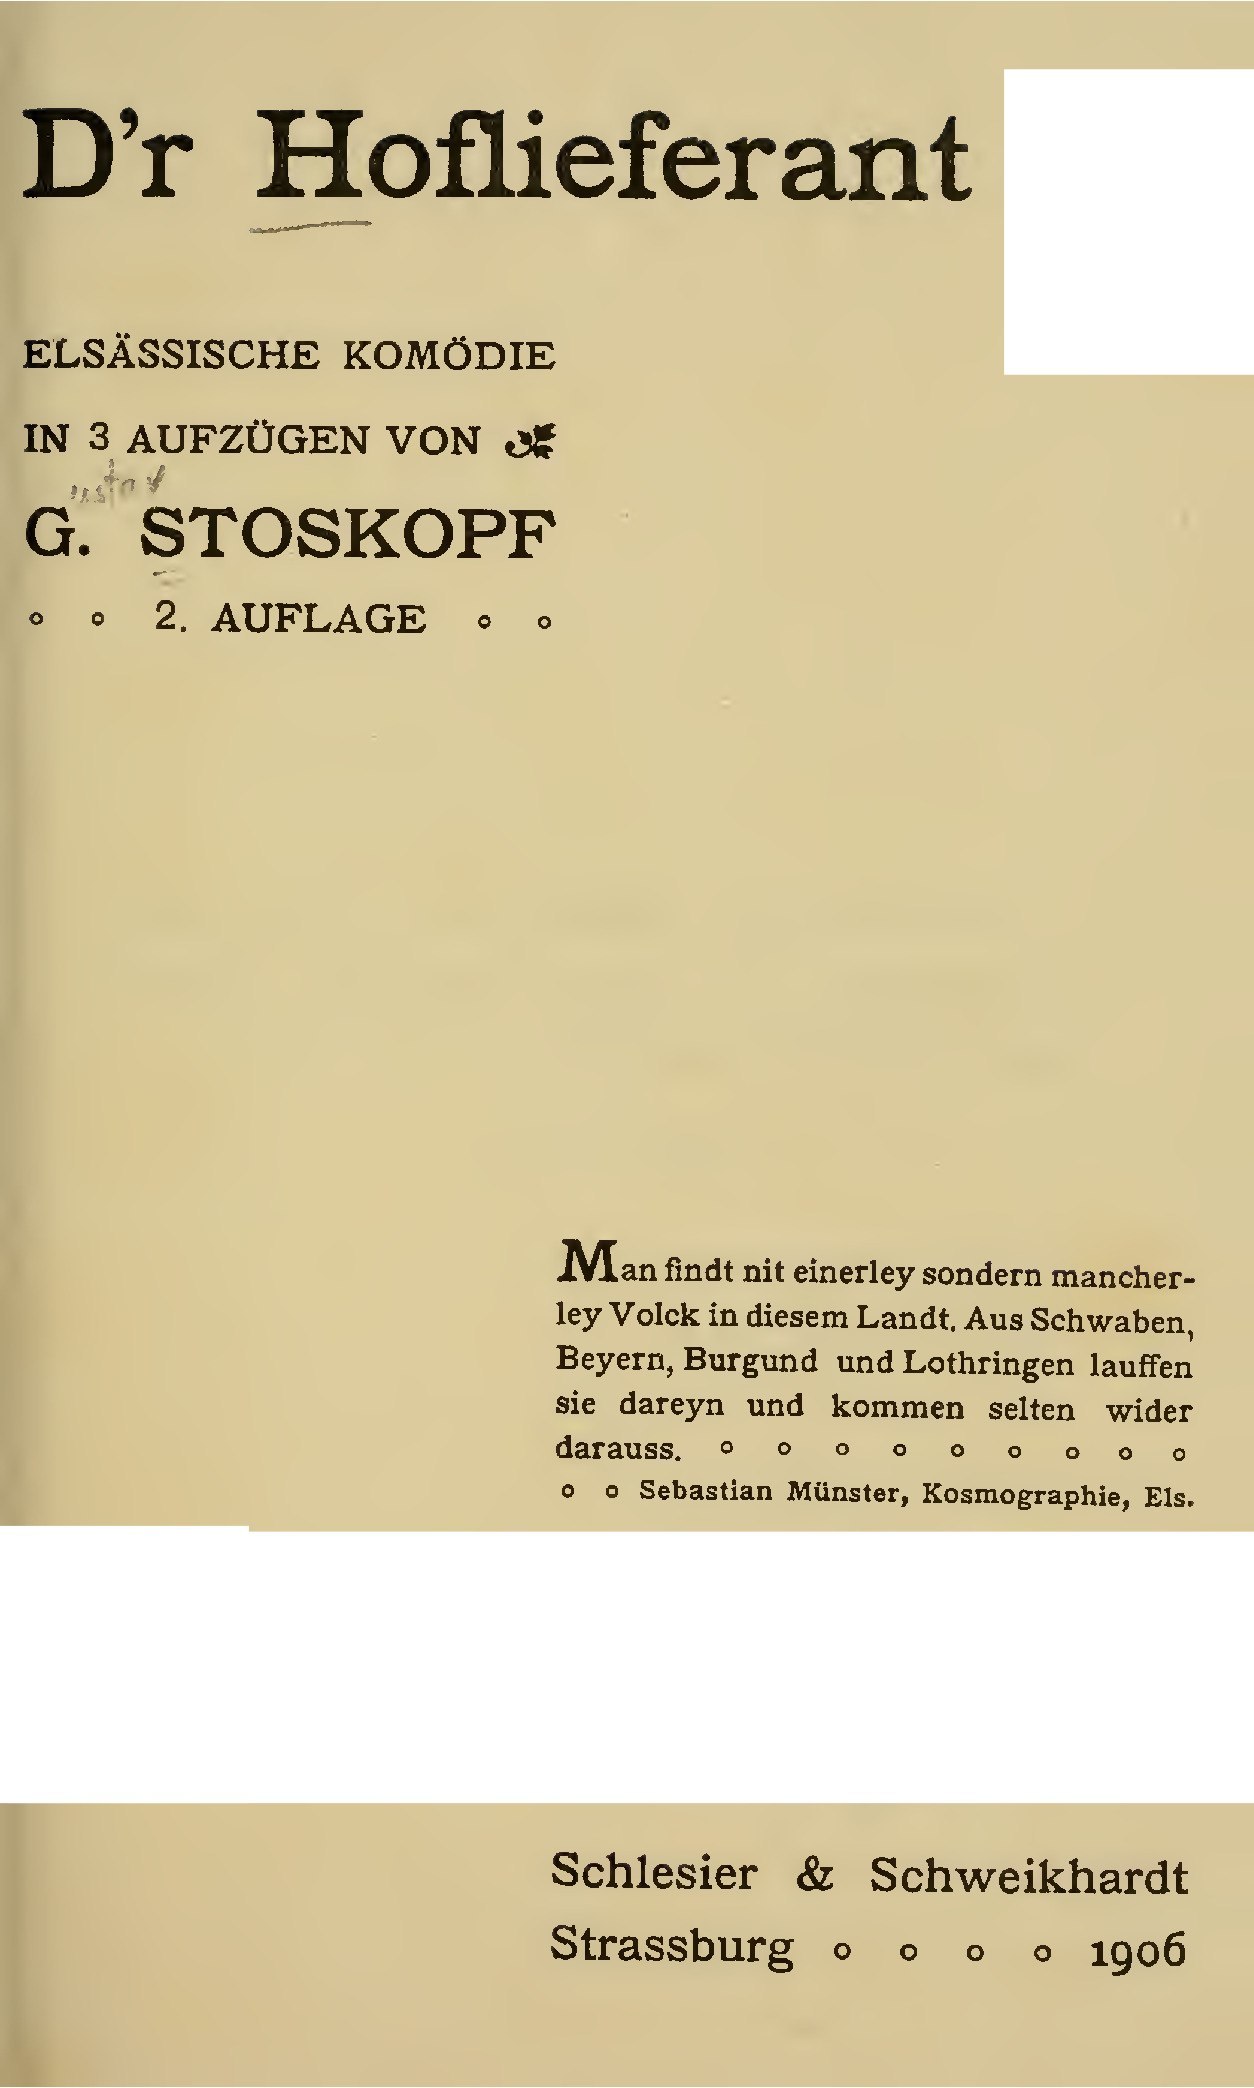 D'r Hoflieferant
ELSÄSSISCHE KOMÖDIE
IN 3 AUFZÜGEN VON
ustav
G. STOSKOPF
2. AUFLAGE
Man findt nit einerley sondern mancher-
ley Volck in diesem Landt. Aus Schwaben,
Beyern, Burgund und Lothringen lauffen
sie dareyn und kommen selten wider
darauss.
Sebastian Münster, Kosmographie, Els.
Schlesier & Schweikhardt
Strassburg 1906